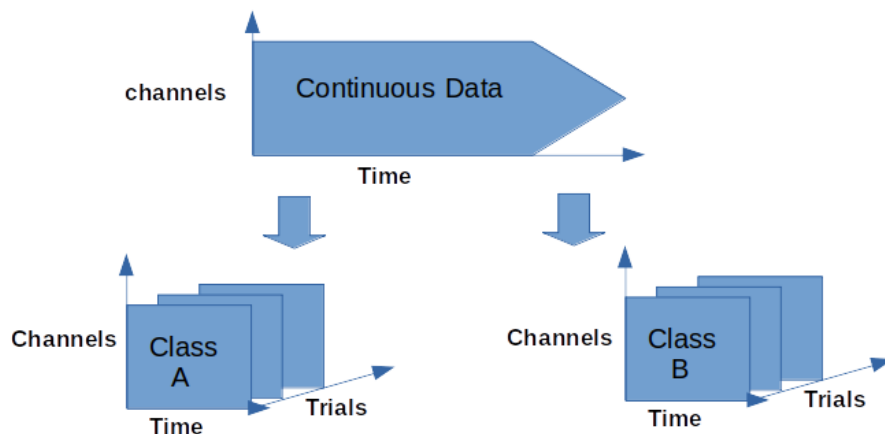 channels
Continuous Data
Time
Channels
Class
A
Time
Trials
Channels
Class
B
Time
Trials